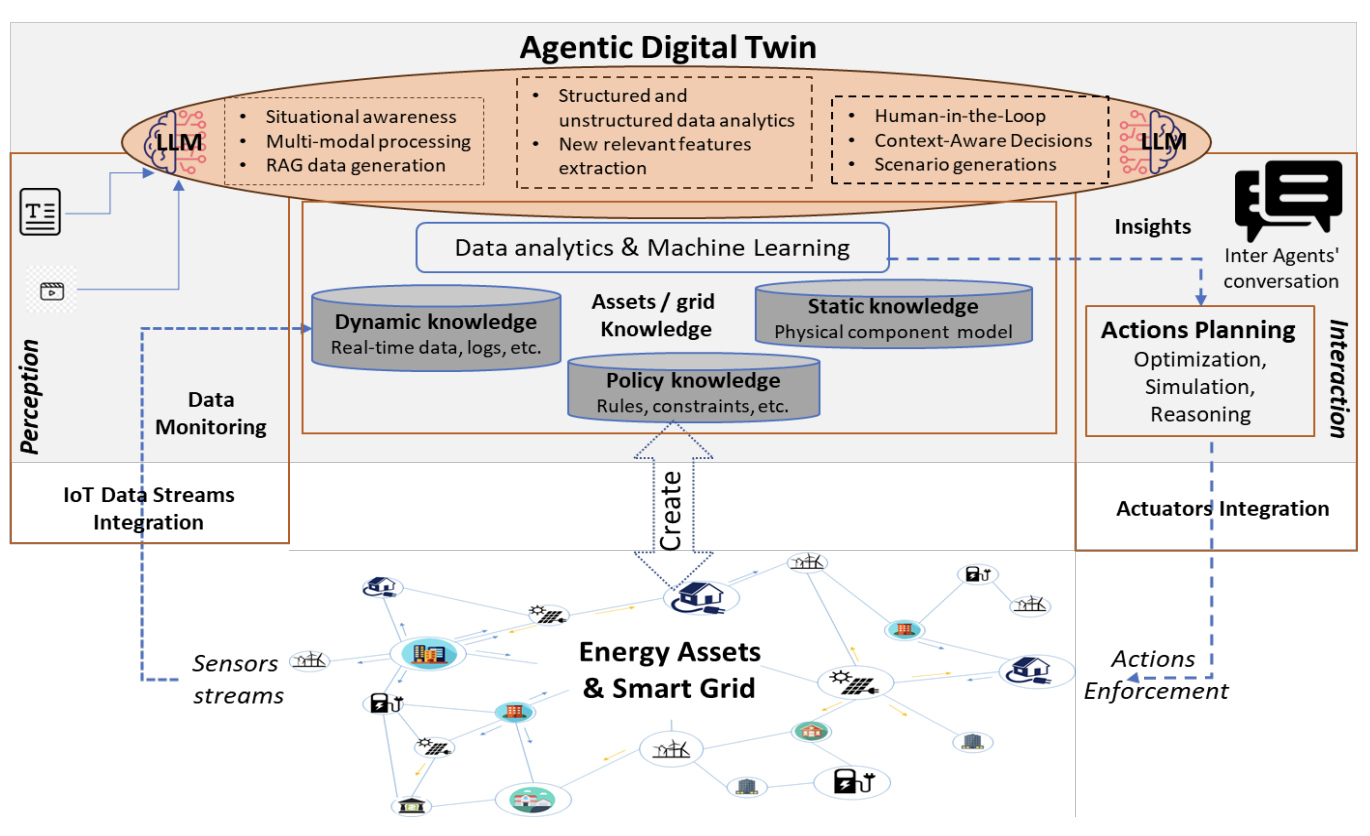 Agentic Digital Twin
LLM
• Situational awareness
• Multi-modal processing
• RAG data generation
• Structured and
unstructured data analytics
• New relevant features
extraction
• Human-in-the-Loop
• Context-Aware Decisions
• Scenario generations
LLM
T
Data analytics & Machine Learning
Insights
Inter Agents'
conversation
Dynamic knowledge
Real-time data, logs, etc.
Assets / grid
Knowledge
Static knowledge
Physical component model
Policy knowledge
Rules, constraints, etc.
Actions Planning
Optimization,
Simulation,
Reasoning
Perception
Interaction
Data
Monitoring
IoT Data Streams
Integration
Create
Actuators Integration
Sensors
streams
Energy Assets
& Smart Grid
Actions
Enforcement